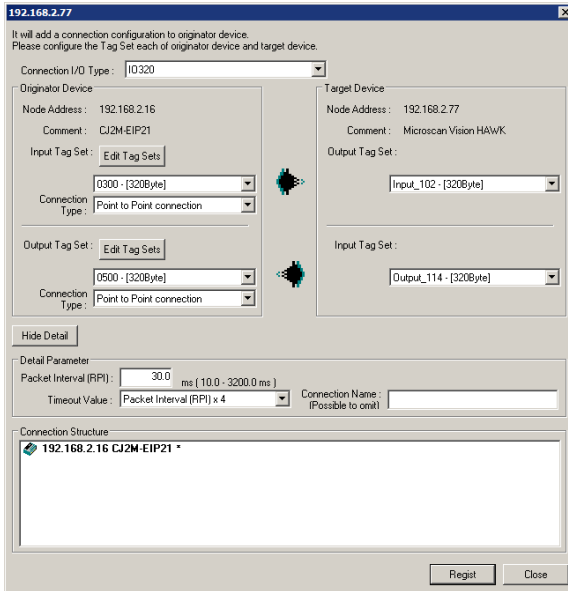 192.168.2.77
It will add a connection configuration to originator device.
Please configure the Tag Set each of originator device and target device.
Connection I/O Type : IO320
Originator Device
Node Address : 192.168.2.16
Comment : CJ2M-EIP21
Input Tag Set : Edit Tag Sets
0300 - [320Byte]
Connection Type : Point to Point connection
Output Tag Set : Edit Tag Sets
0500 - [320Byte]
Connection Type : Point to Point connection
Target Device
Node Address : 192.168.2.77
Comment : Microscan Vision HAWK
Output Tag Set :
Input_102 - [320Byte]
Input Tag Set :
Output_114 - [320Byte]
Hide Detail
Detail Parameter
Packet Interval (RPI) : 30.0 ms ( 10.0 - 3200.0 ms )
Timeout Value : Packet Interval (RPI) x 4
Connection Name :
(Possible to omit)
Connection Structure
192.168.2.16 CJ2M-EIP21 *
Regist Close